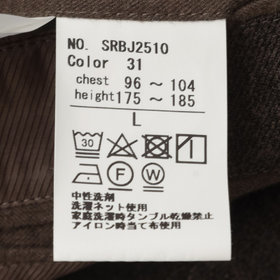 NO. SRBJ2510
Color 31
chest 96 ~ 104
height 175 ~ 185
L
30
P F W
中性洗剤
洗濯ネット使用
家庭洗濯時タンブル乾燥禁止
アイロン時当て布使用